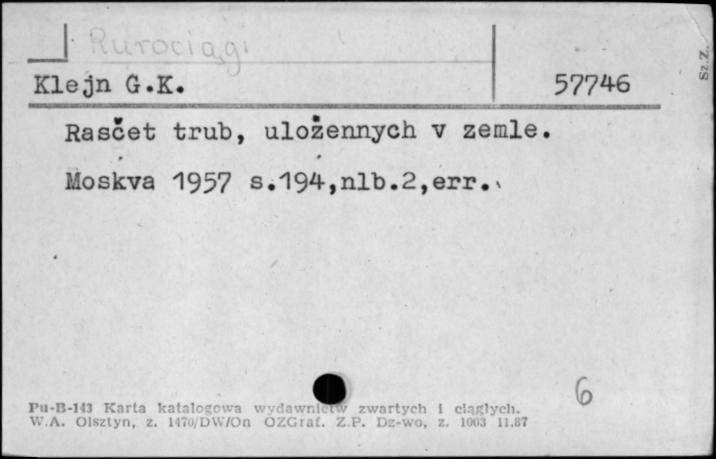 Rurociągi
Sz.Z.
Klejn G.K. 57746
Rasčet trub, uložennych v zemle.
Moskva 1957 s.194,nlb.2,err.
6
Pu-B-143 Karta katalogowa wydawnictw zwartych i ciągłych.
W.A. Olsztyn, z. 1470/DW/On OZGraf. Z.P. Dz-wo, z. 1003 11.87